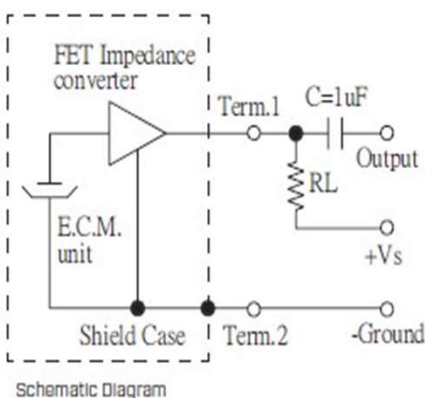 FET Impedance
converter
Term.1
C=1uF
Output
RL
E.C.M.
unit
+Vs
Shield Case
Term.2
-Ground
Schematic Diagram